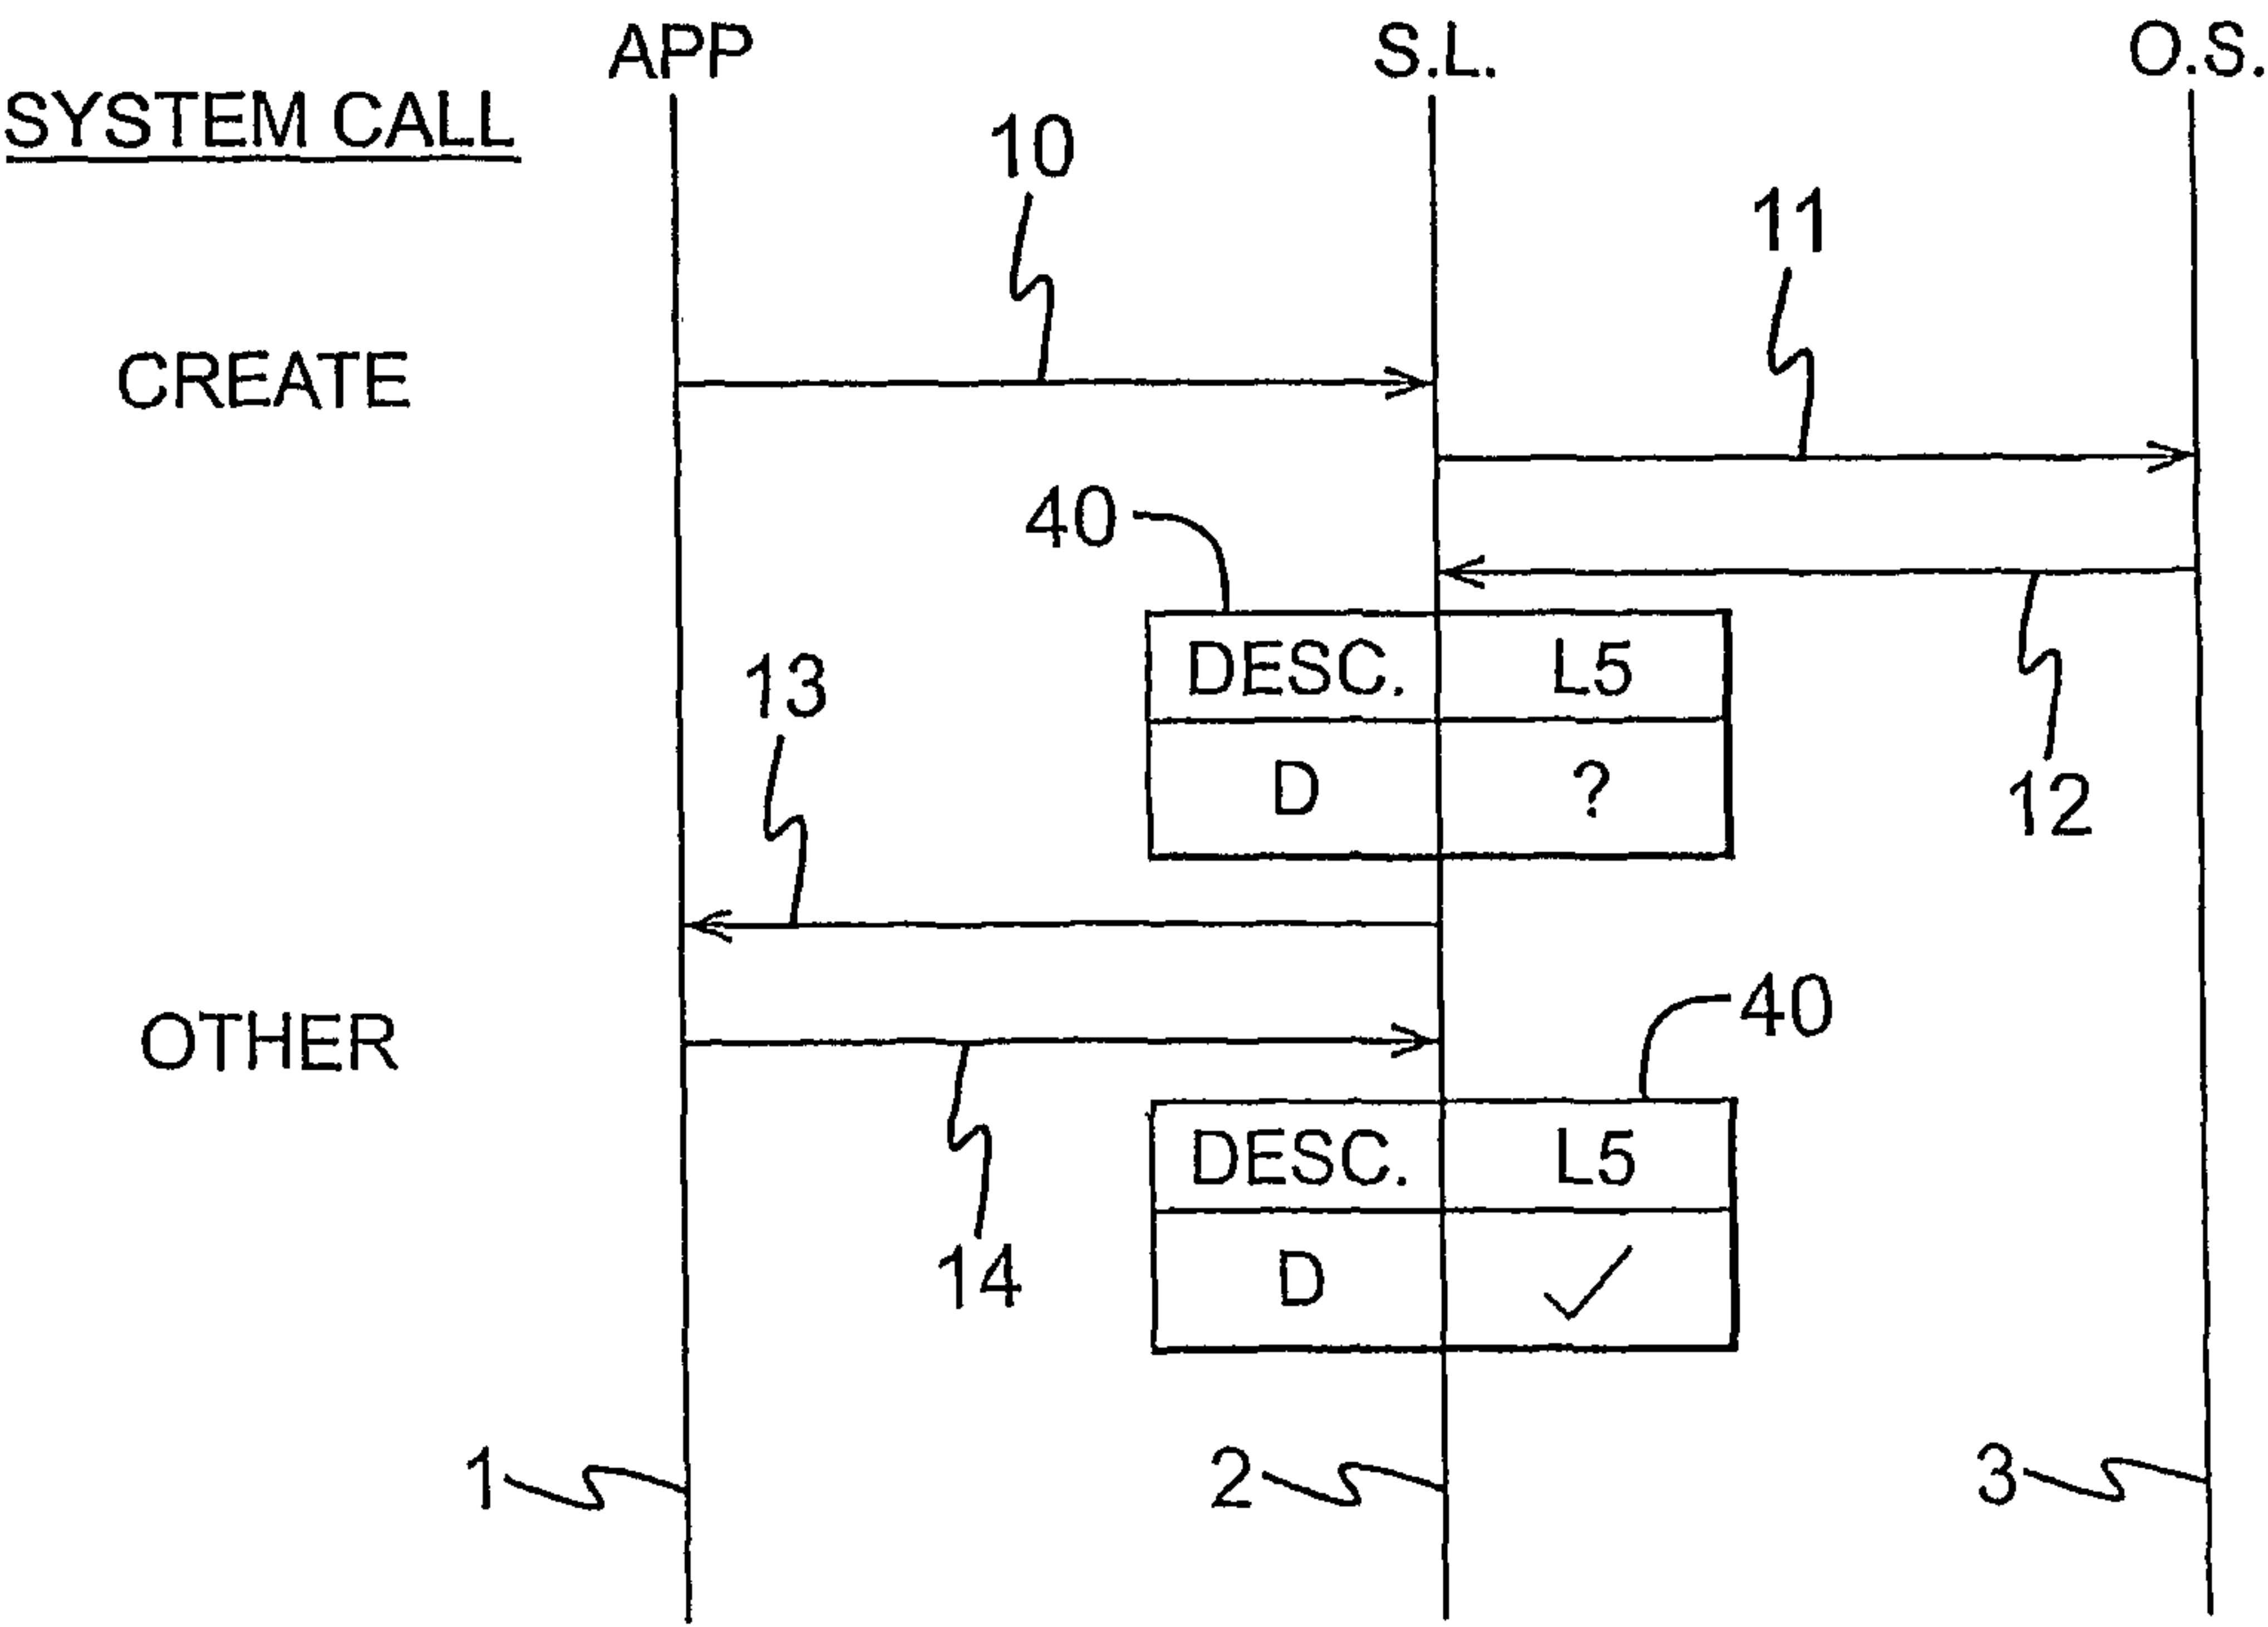 APP S.L. O.S.
SYSTEM CALL
10
11
CREATE
40
DESC. L5
13
D ?
12
40
OTHER
DESC. L5
14
D ✓
1 2 3